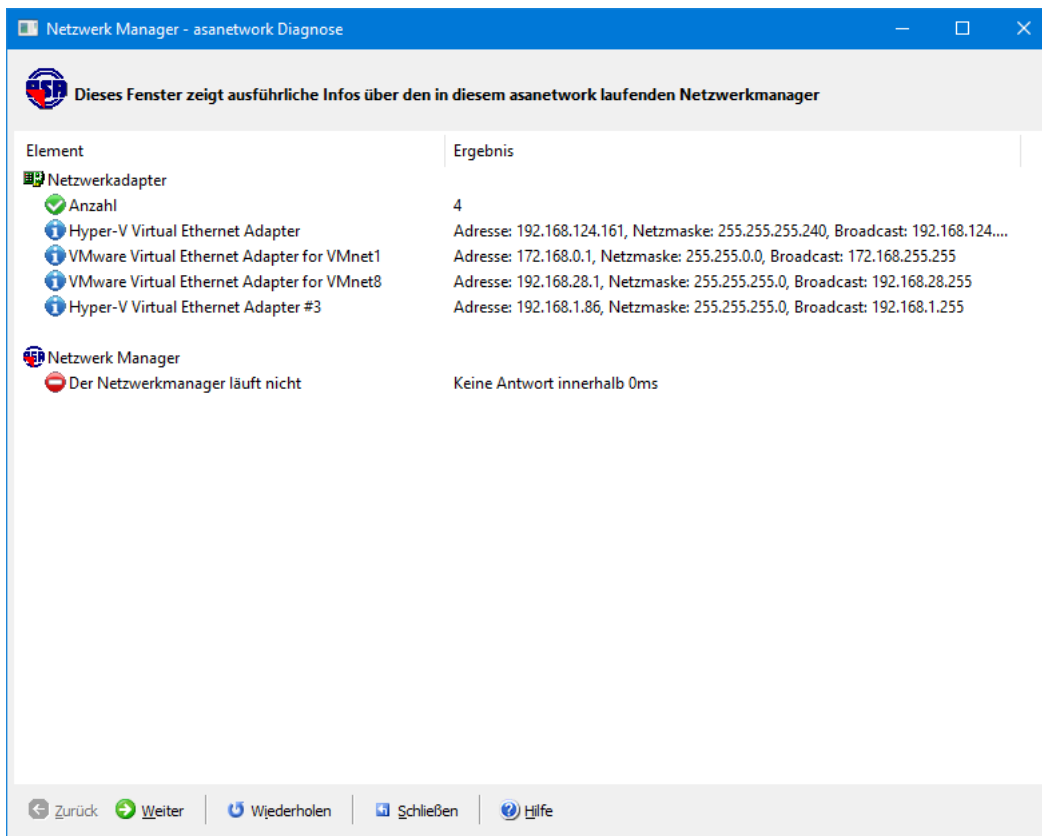 Netzwerk Manager - asanetwork Diagnose
ASA Dieses Fenster zeigt ausführliche Infos über den in diesem asanetwork laufenden Netzwerkmanager
Element Ergebnis
Netzwerkadapter
Anzahl 4
Hyper-V Virtual Ethernet Adapter Adresse: 192.168.124.161, Netzmaske: 255.255.255.240, Broadcast: 192.168.124....
VMware Virtual Ethernet Adapter for VMnet1 Adresse: 172.168.0.1, Netzmaske: 255.255.0.0, Broadcast: 172.168.255.255
VMware Virtual Ethernet Adapter for VMnet8 Adresse: 192.168.28.1, Netzmaske: 255.255.255.0, Broadcast: 192.168.28.255
Hyper-V Virtual Ethernet Adapter #3 Adresse: 192.168.1.86, Netzmaske: 255.255.255.0, Broadcast: 192.168.1.255
ASA Netzwerk Manager
Der Netzwerkmanager läuft nicht Keine Antwort innerhalb 0ms
Zurück Weiter Wiederholen Schließen Hilfe